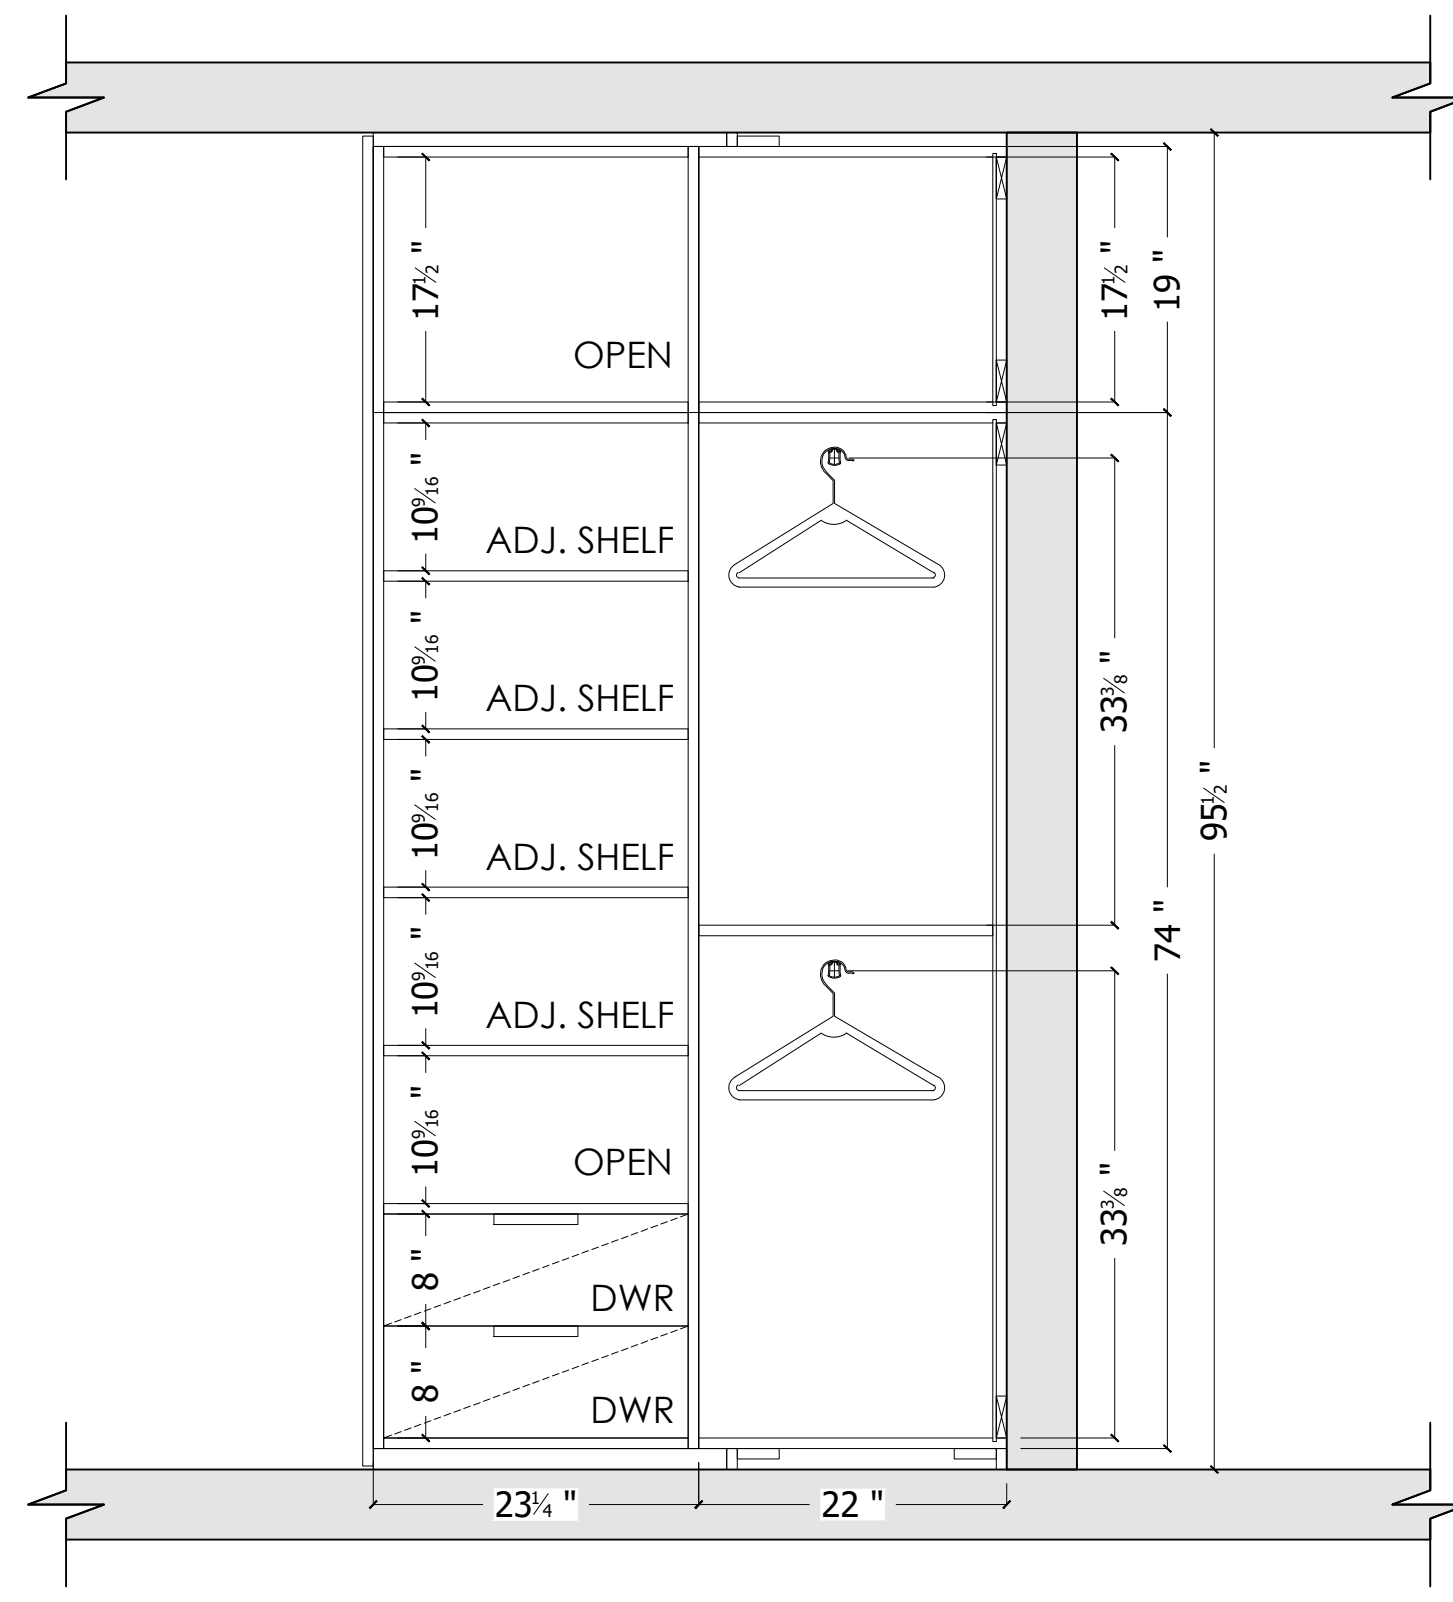 17½ "
OPEN
17½ "
19 "
10⁹⁄₁₆ "
ADJ. SHELF
10⁹⁄₁₆ "
ADJ. SHELF
33⅜ "
10⁹⁄₁₆ "
ADJ. SHELF
95½ "
10⁹⁄₁₆ "
ADJ. SHELF
74 "
10⁹⁄₁₆ "
OPEN
33⅜ "
8 "
DWR
8 "
DWR
23¼ "
22 "